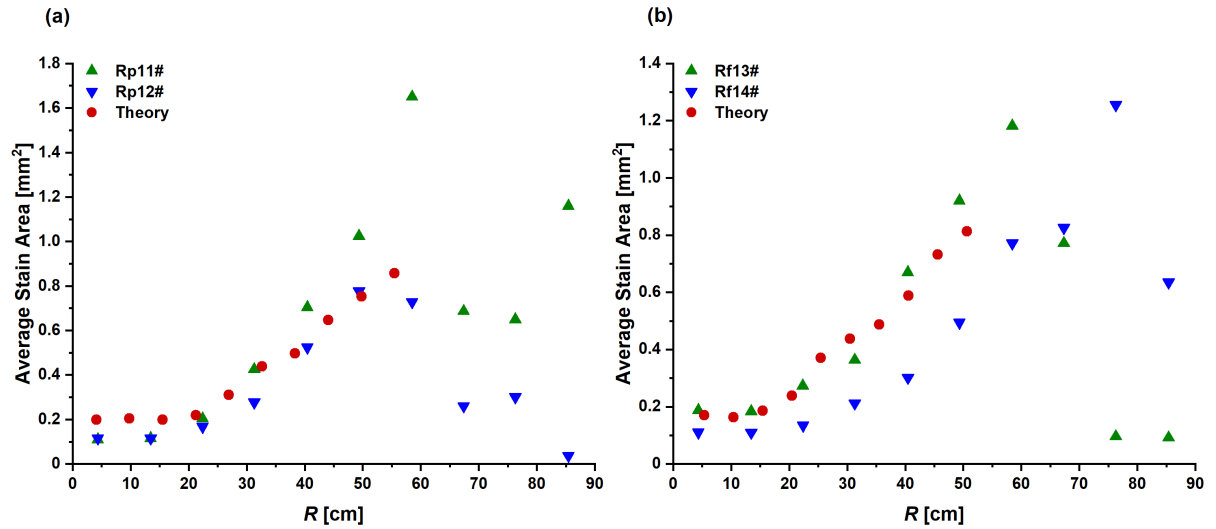 (a)
Average Stain Area [mm²]
1.8
1.6
1.4
1.2
1.0
0.8
0.6
0.4
0.2
0
Rp11#
Rp12#
Theory
0 10 20 30 40 50 60 70 80 90
R [cm]
(b)
Average Stain Area [mm²]
1.4
1.2
1.0
0.8
0.6
0.4
0.2
0
Rf13#
Rf14#
Theory
0 10 20 30 40 50 60 70 80 90
R [cm]